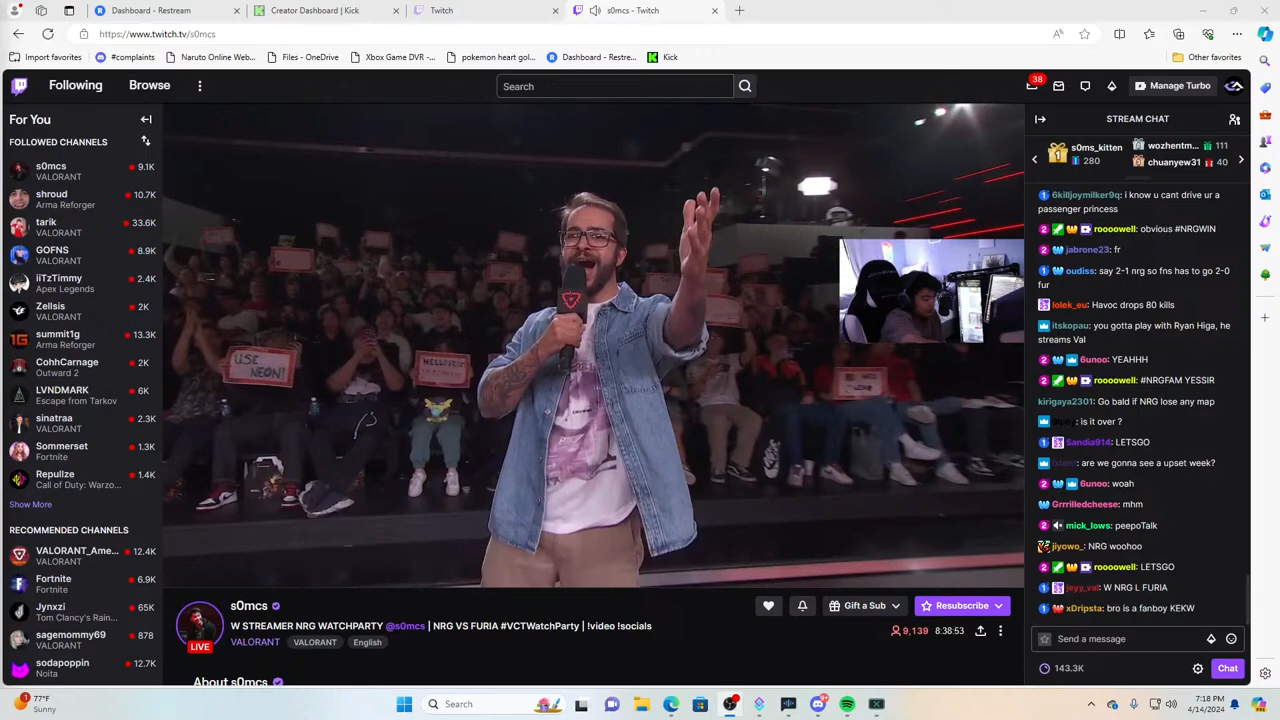 Dashboard - Restream
Creator Dashboard | Kick
Twitch
s0mcs - Twitch
https://www.twitch.tv/s0mcs
Import favorites
#complaints
Naruto Online Web...
Files - OneDrive
Xbox Game DVR -...
pokemon heart gol...
Dashboard - Restre...
Kick
Other favorites
Following
Browse
Search
38
Manage Turbo
For You
FOLLOWED CHANNELS
s0mcs
VALORANT
9.1K
shroud
Arma Reforger
10.7K
tarik
VALORANT
33.6K
GOFNS
VALORANT
8.9K
iiTzTimmy
Apex Legends
2.4K
Zellsis
VALORANT
2K
summit1g
Arma Reforger
13.3K
CohhCarnage
Outward 2
2K
LVNDMARK
Escape from Tarkov
6K
sinatraa
VALORANT
2.3K
Sommerset
Fortnite
1.3K
Repullze
Call of Duty: Warzo...
1.4K
Show More
RECOMMENDED CHANNELS
VALORANT_Ame...
VALORANT
12.4K
Fortnite
Fortnite
6.9K
Jynxzi
Tom Clancy's Rain...
65K
sagemommy69
VALORANT
878
sodapoppin
Noita
12.7K
USE
NEON!
s0mcs
LIVE
W STREAMER NRG WATCHPARTY @s0mcs | NRG VS FURIA #VCTWatchParty | !video !socials
VALORANT
VALORANT
English
Gift a Sub
Resubscribe
9,139
8:38:53
About s0mcs
STREAM CHAT
s0ms_kitten
280
wozhentm...
111
chuanyew31
40
6killjoymilker9q: i know u cant drive ur a
passenger princess
roooowell: obvious #NRGWIN
jabrone23: fr
oudiss: say 2-1 nrg so fns has to go 2-0
fur
lolek_eu: Havoc drops 80 kills
itskopau: you gotta play with Ryan Higa, he
streams Val
6unoo: YEAHHH
roooowell: #NRGFAM YESSIR
kirigaya2301: Go bald if NRG lose any map
: is it over ?
Sandia914: LETSGO
: are we gonna see a upset week?
6unoo: woah
Grrrilledcheese: mhm
mick_lows: peepoTalk
jiyowo_: NRG woohoo
roooowell: LETSGO
jeyy_val: W NRG L FURIA
xDripsta: bro is a fanboy KEKW
Send a message
143.3K
Chat
77°F
Sunny
Search
7:18 PM
4/14/2024